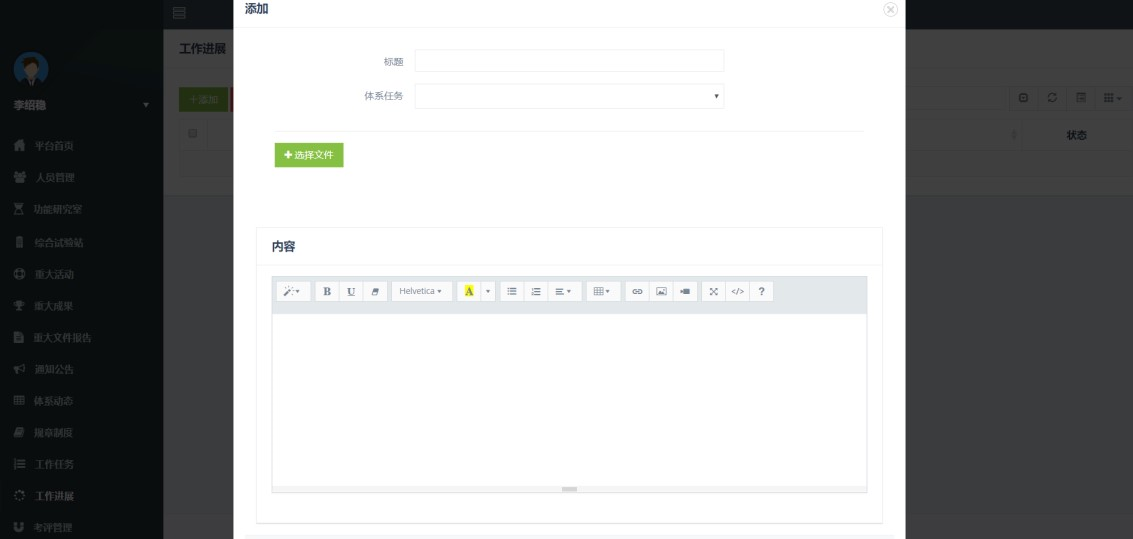 添加
工作进展
标题
李绍稳
+添加
体系任务
状态
平台首页
选择文件
人员管理
功能研究室
综合试验站
内容
重大活动
B U Helvetica A </> ?
重大成果
重大文件报告
通知公告
体系动态
规章制度
工作任务
工作进展
考评管理